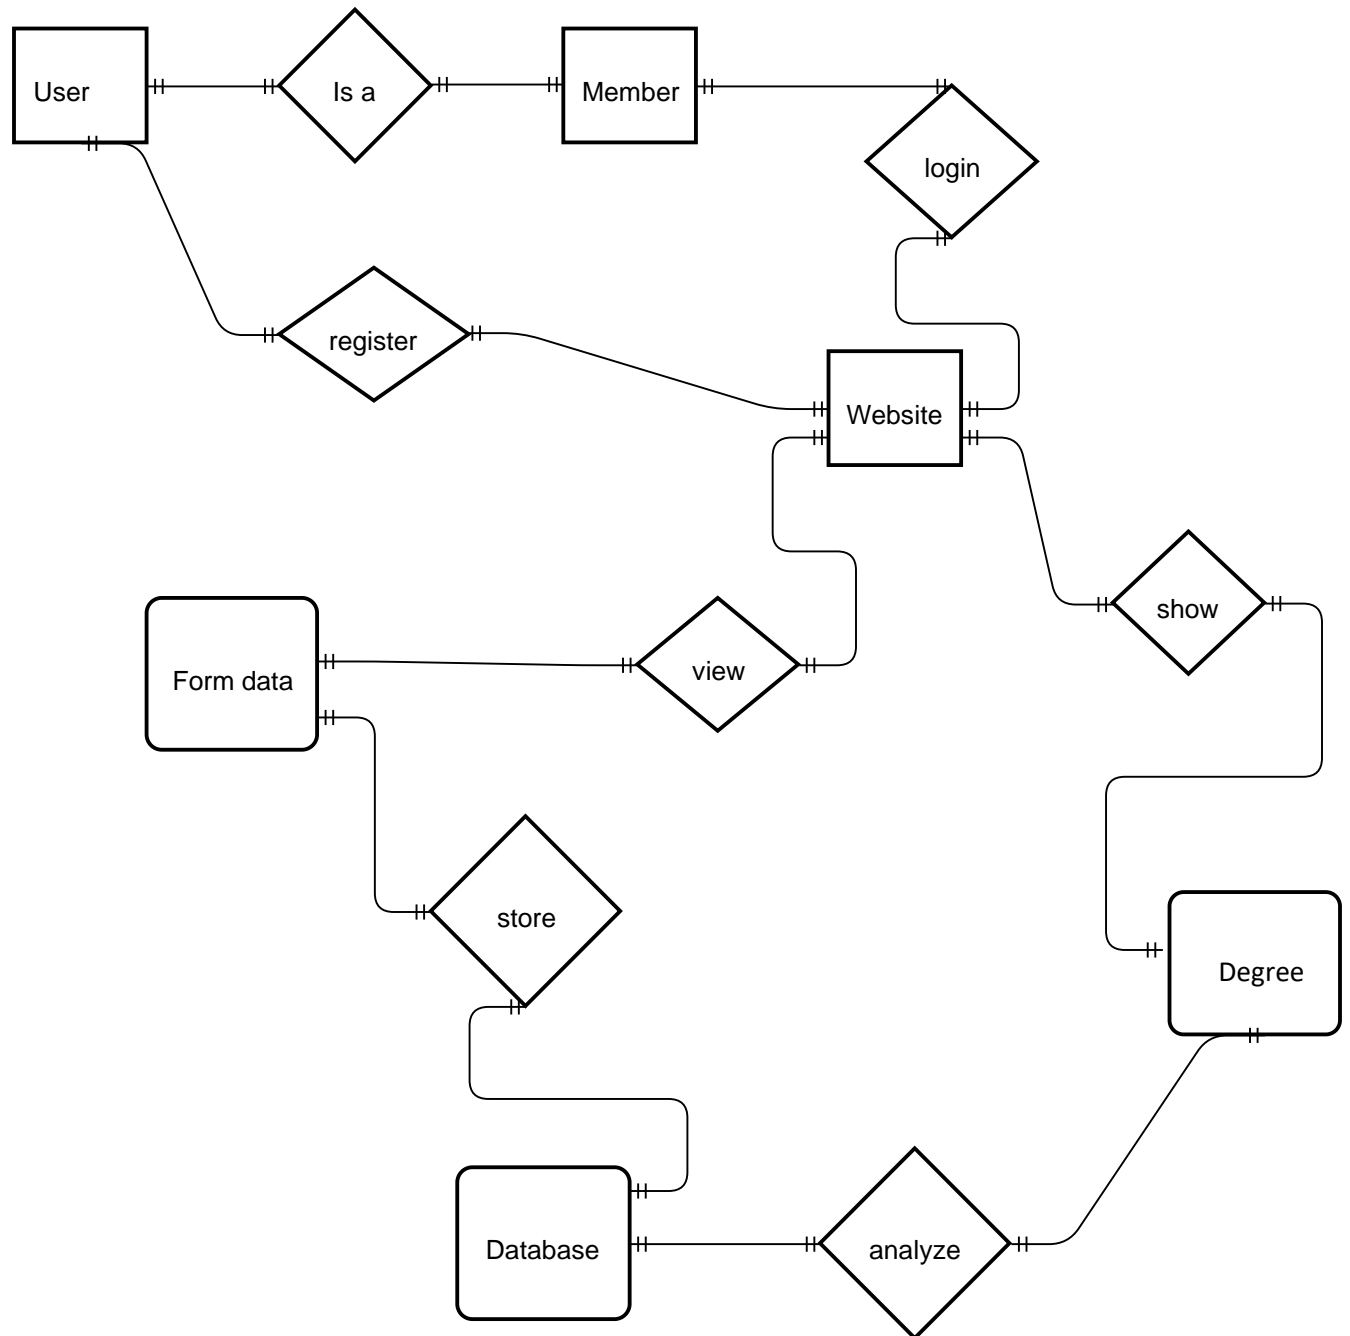 User
Is a
Member
login
register
Website
show
view
Form data
store
Degree
Database
analyze